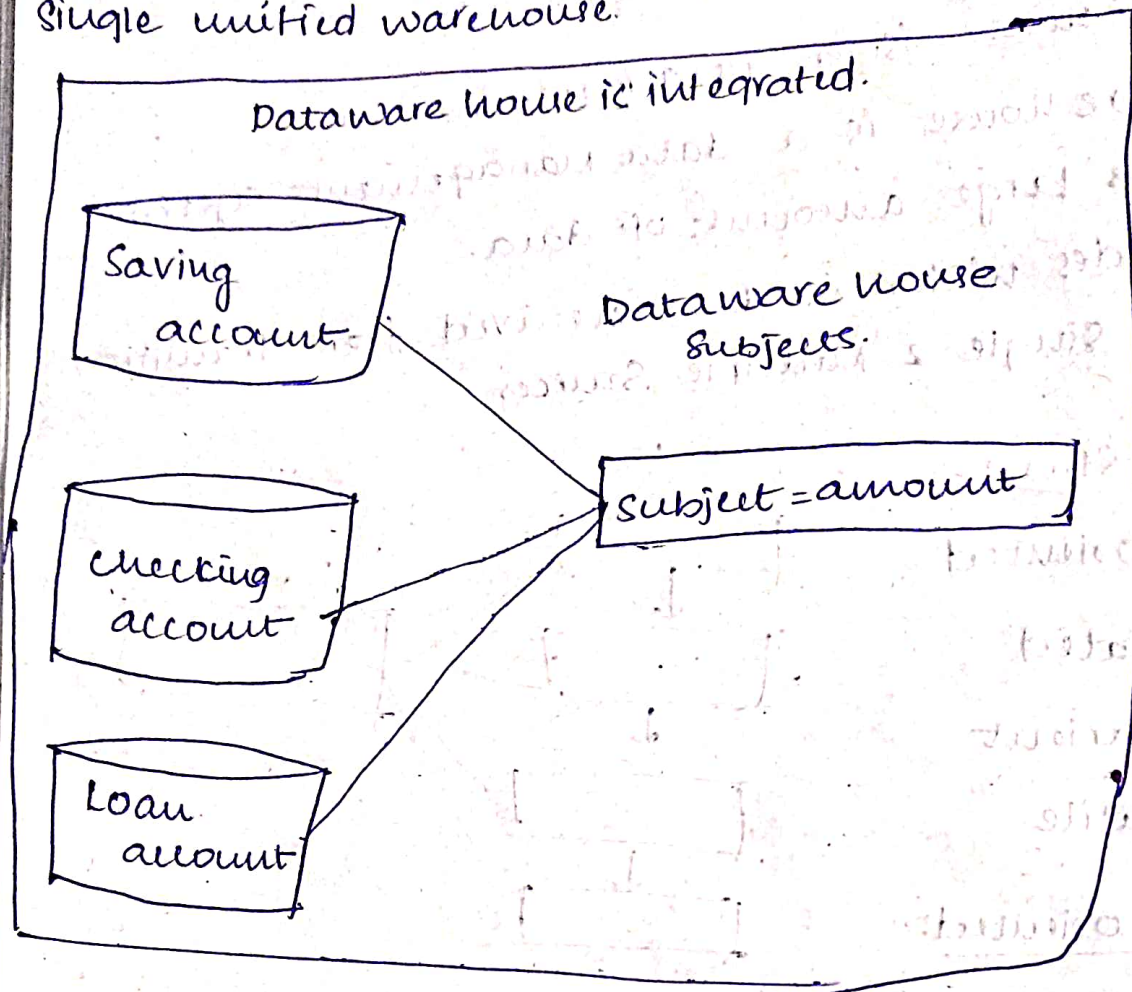 Single unified warehouse.
Dataware house is integrated.
Saving
account
Dataware house
Subjects.
subject = amount
checking
account
Loan
account